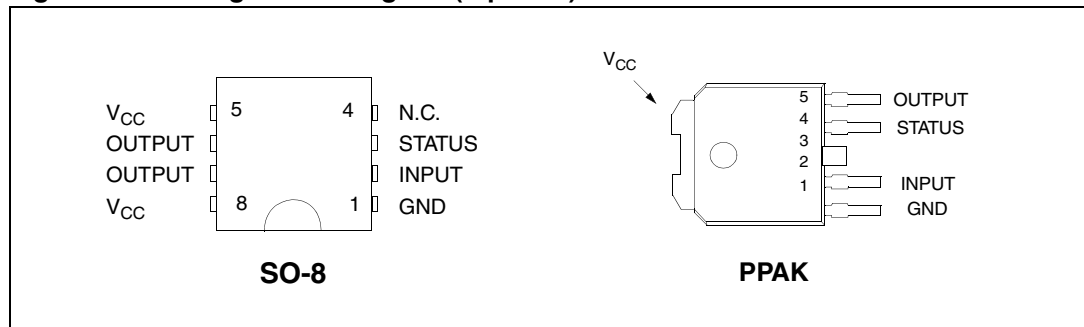 V_CC 5 4 N.C.
OUTPUT STATUS
OUTPUT INPUT
V_CC 8 1 GND
SO-8
V_CC
5 OUTPUT
4 STATUS
3
2
1 INPUT
GND
PPAK